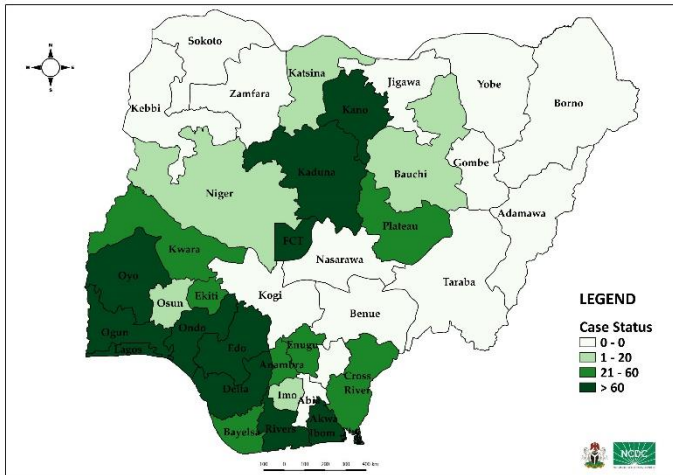 Sokoto
Katsina
Jigawa
Yobe
Borno
Kebbi
Zamfara
Kano
Kaduna
Bauchi
Gombe
Niger
Adamawa
Plateau
FCT
Kwara
Nasarawa
Taraba
Oyo
Osun
Ekiti
Kogi
Benue
Ogun
Ondo
Lagos
Edo
Enugu
Anambra
Cross
River
Delta
Imo
Abia
Akwa
Ibom
Bayelsa
Rivers
LEGEND
Case Status
0 - 0
1 - 20
21 - 60
> 60
NCDC